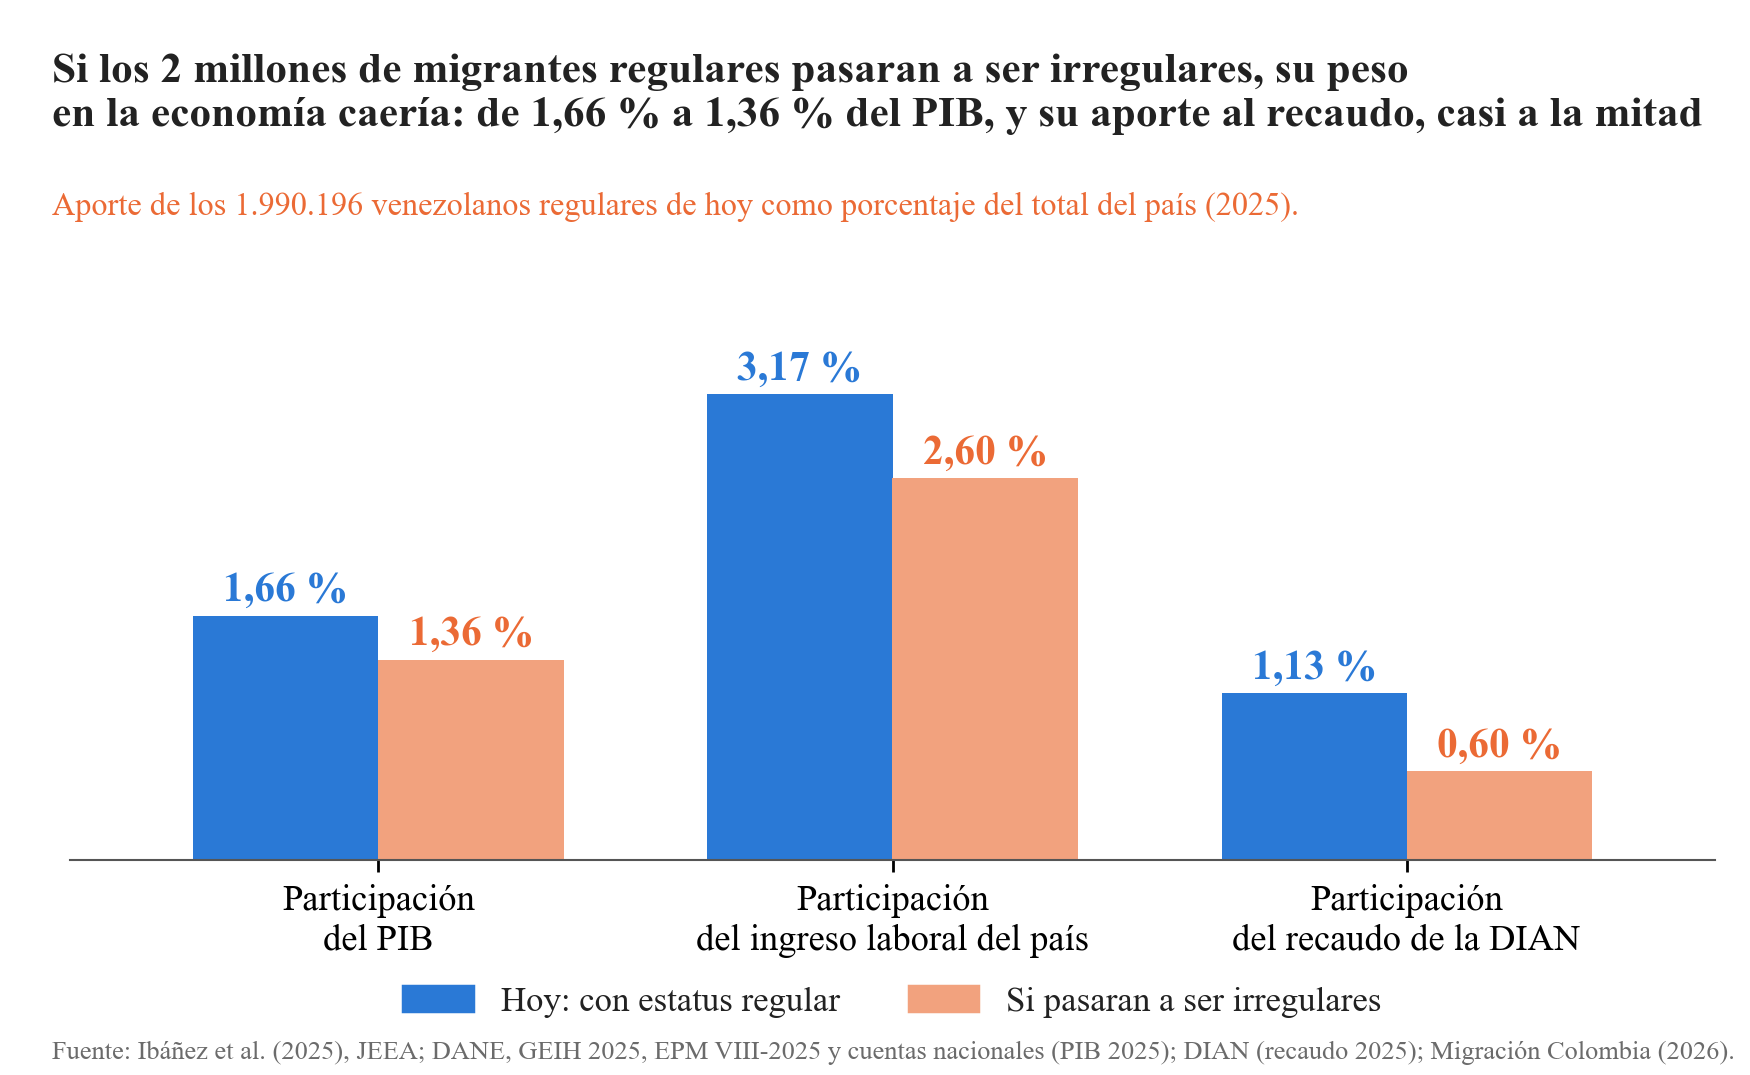 Si los 2 millones de migrantes regulares pasaran a ser irregulares, su peso
en la economía caería: de 1,66 % a 1,36 % del PIB, y su aporte al recaudo, casi a la mitad
Aporte de los 1.990.196 venezolanos regulares de hoy como porcentaje del total del país (2025).
3,17 %
2,60 %
1,66 %
1,36 %
1,13 %
0,60 %
Participación
del PIB
Participación
del ingreso laboral del país
Participación
del recaudo de la DIAN
Hoy: con estatus regular
Si pasaran a ser irregulares
Fuente: Ibáñez et al. (2025), JEEA; DANE, GEIH 2025, EPM VIII-2025 y cuentas nacionales (PIB 2025); DIAN (recaudo 2025); Migración Colombia (2026).